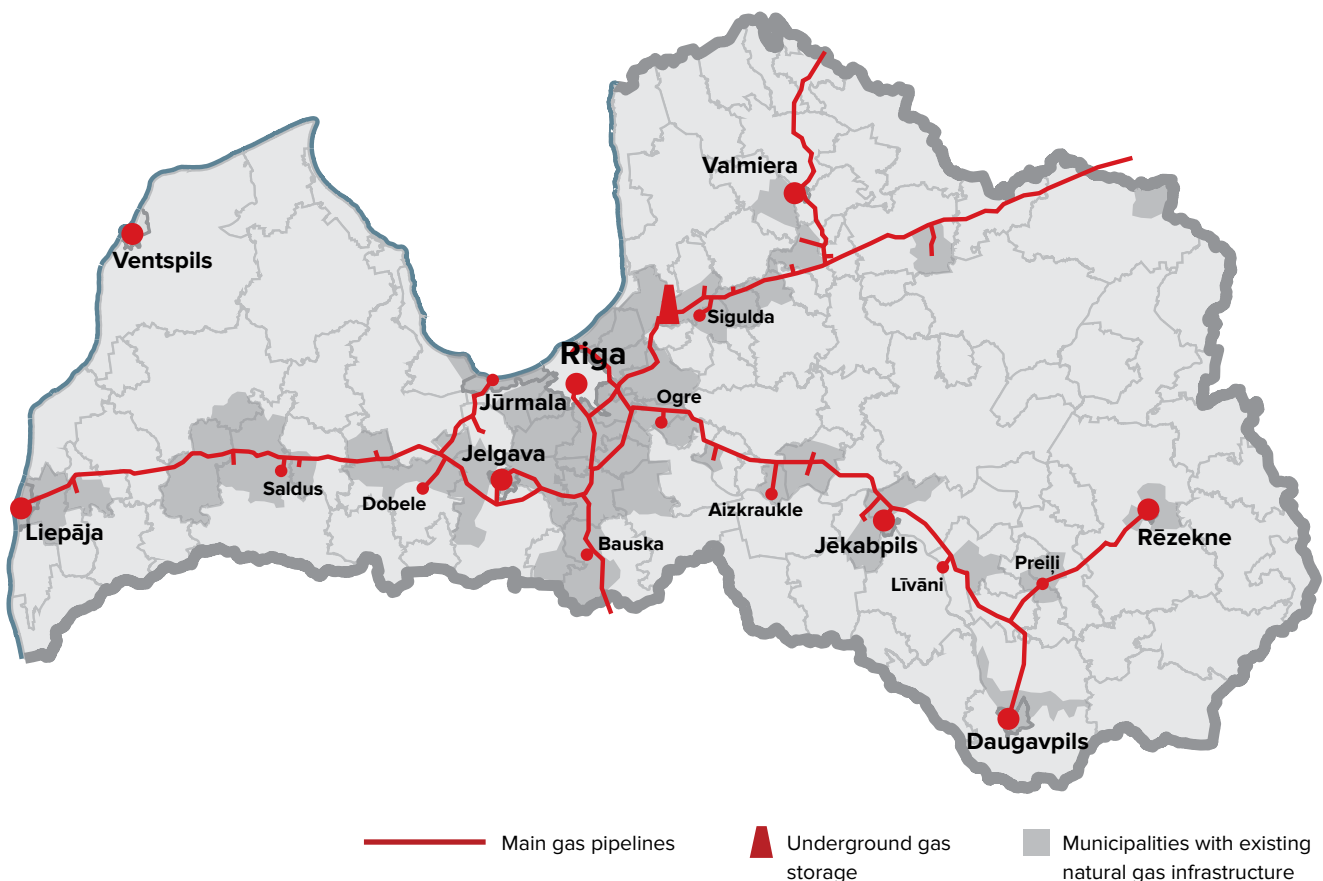 Valmiera
Ventspils
Sigulda
Riga
Ogre
Jūrmala
Jelgava
Saldus
Dobele
Aizkraukle
Liepāja
Bauska
Jēkabpils
Rēzekne
Preiļi
Līvāni
Daugavpils
Main gas pipelines
Underground gas
storage
Municipalities with existing
natural gas infrastructure